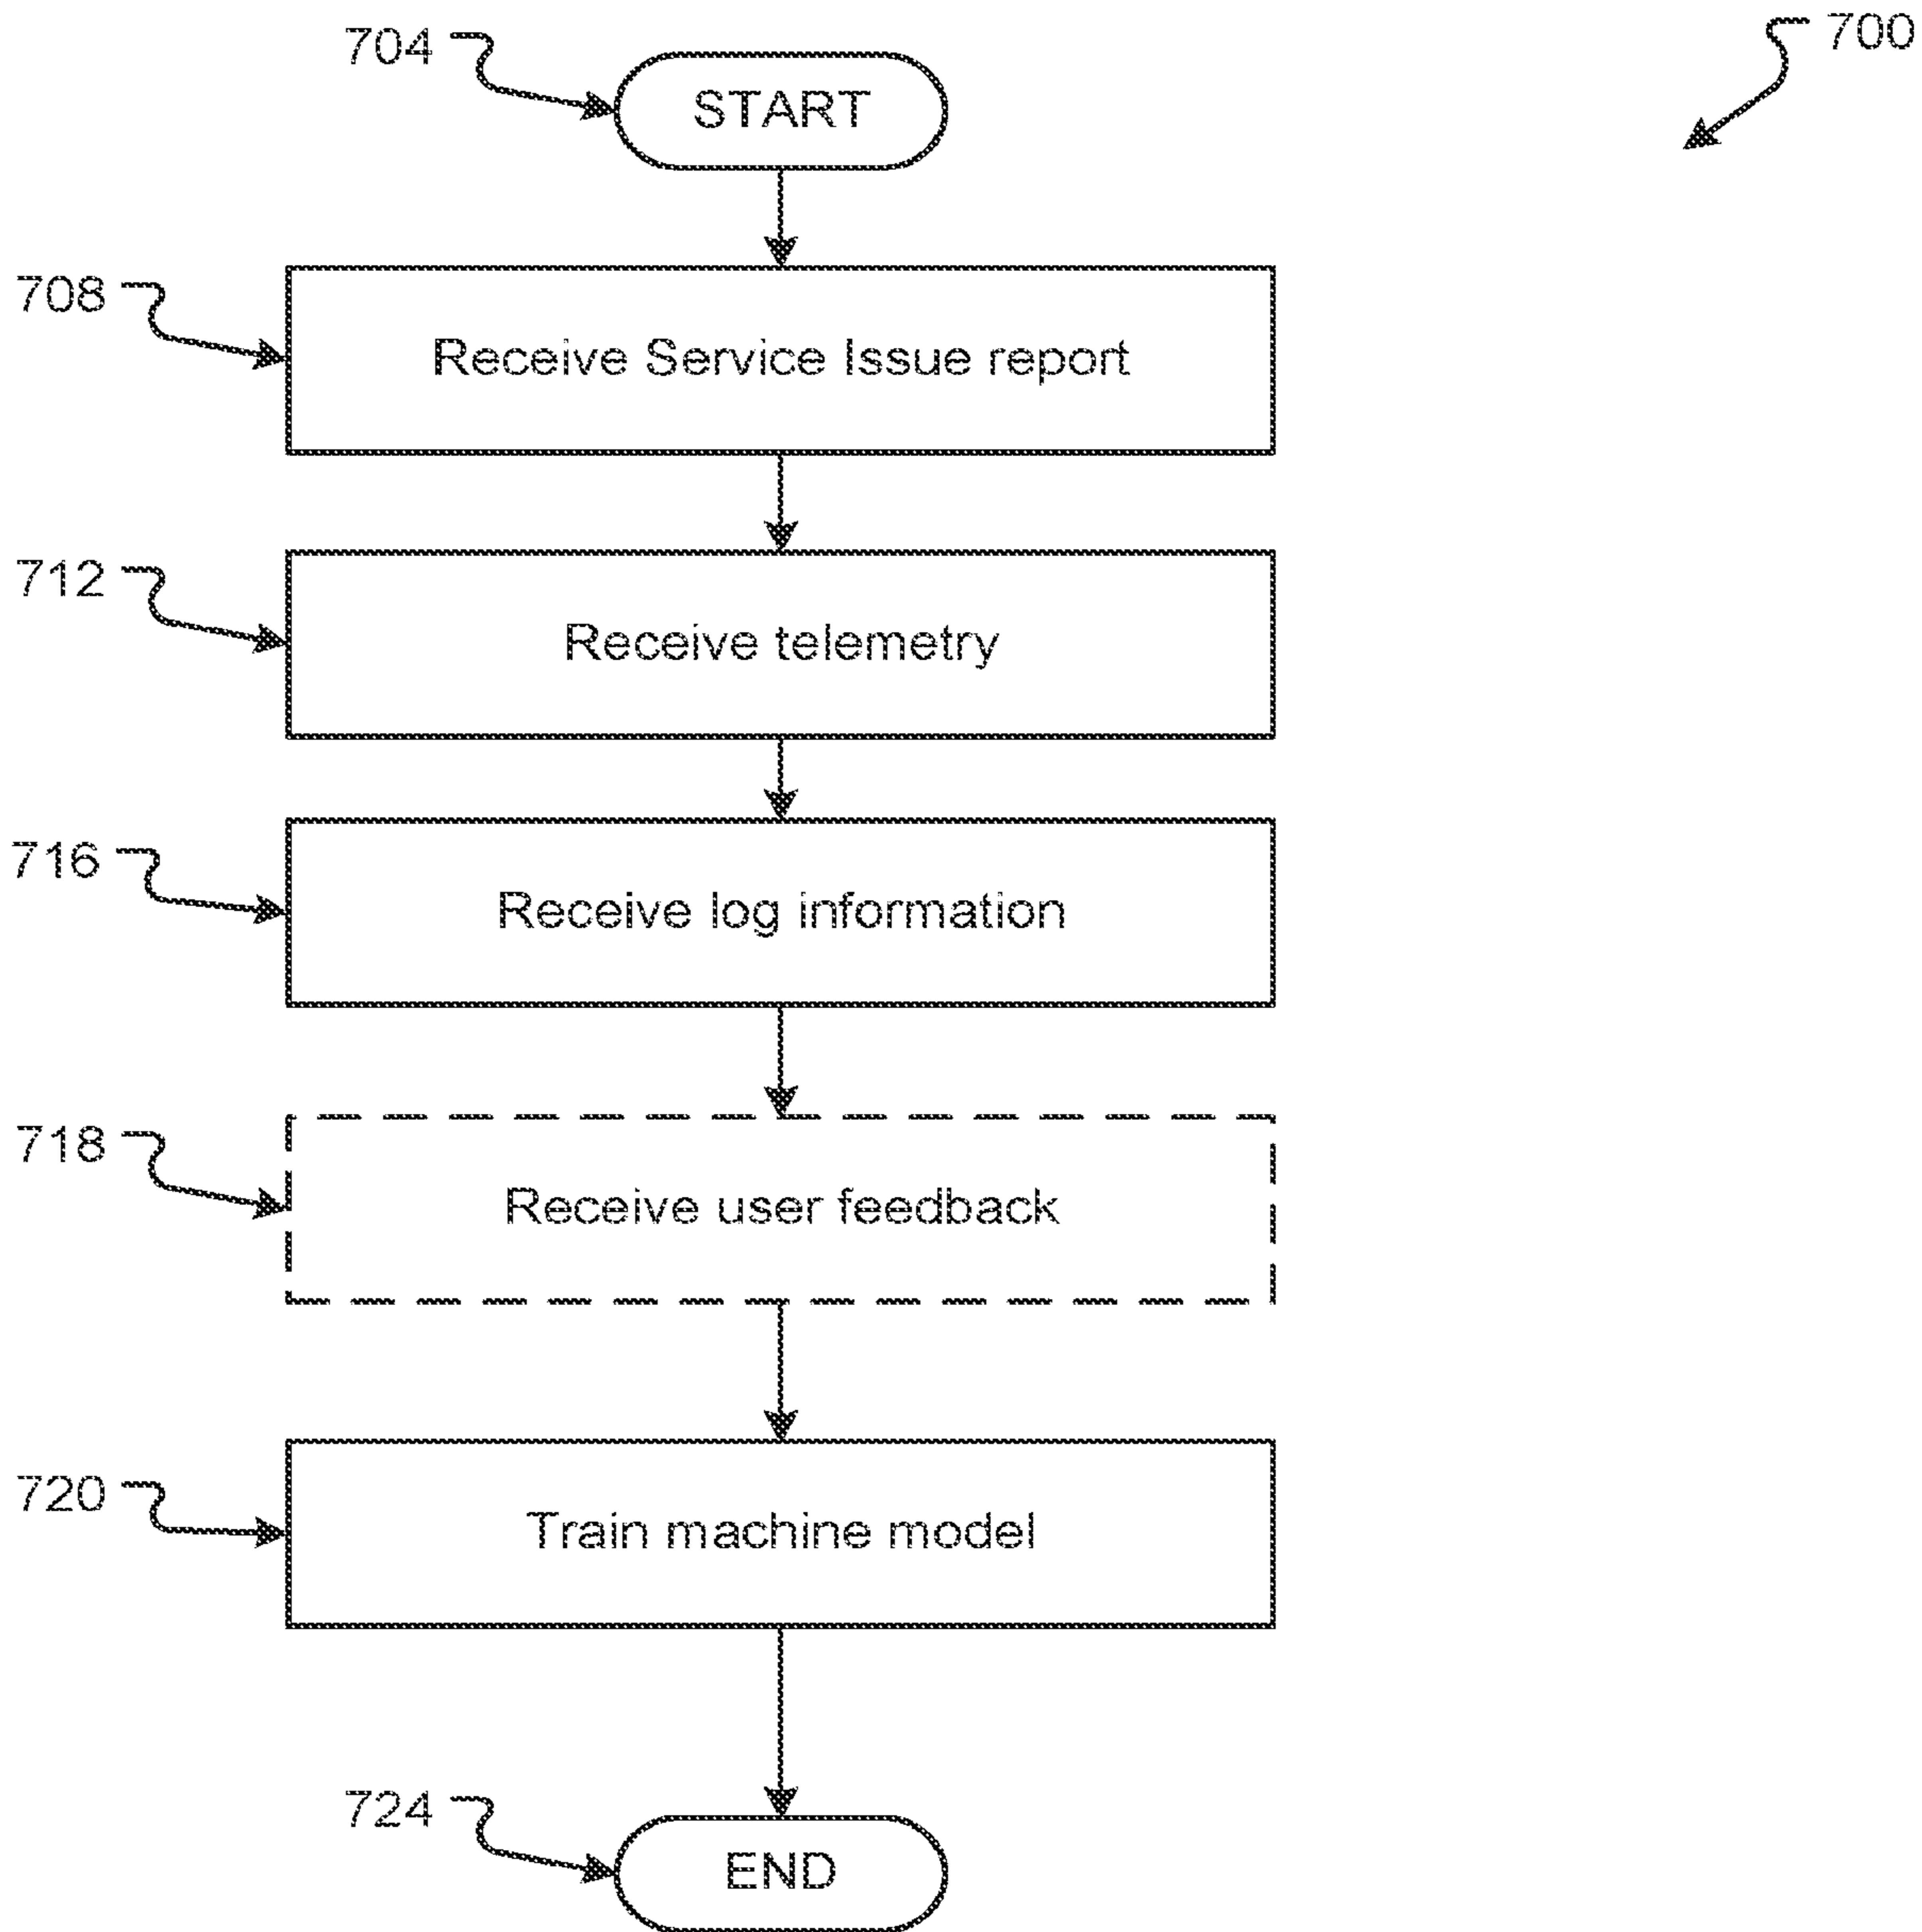 700
704
START
708
Receive Service Issue report
712
Receive telemetry
716
Receive log information
718
Receive user feedback
720
Train machine model
724
END